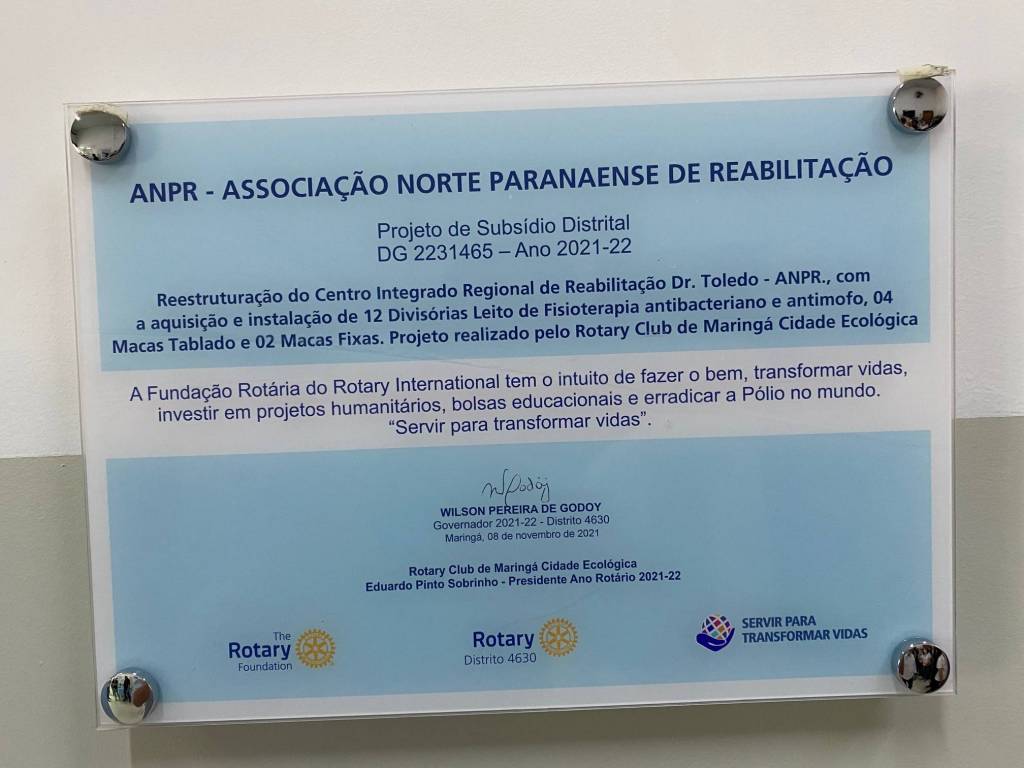 ANPR - ASSOCIAÇÃO NORTE PARANAENSE DE REABILITAÇÃO
Projeto de Subsídio Distrital
DG 2231465 – Ano 2021-22
Reestruturação do Centro Integrado Regional de Reabilitação Dr. Toledo - ANPR., com
a aquisição e instalação de 12 Divisórias Leito de Fisioterapia antibacteriano e antimofo, 04
Macas Tablado e 02 Macas Fixas. Projeto realizado pelo Rotary Club de Maringá Cidade Ecológica
A Fundação Rotária do Rotary International tem o intuito de fazer o bem, transformar vidas,
investir em projetos humanitários, bolsas educacionais e erradicar a Pólio no mundo.
“Servir para transformar vidas”.
WPodoy
WILSON PEREIRA DE GODOY
Governador 2021-22 - Distrito 4630
Maringá, 08 de novembro de 2021
Rotary Club de Maringá Cidade Ecológica
Eduardo Pinto Sobrinho - Presidente Ano Rotário 2021-22
The
Rotary
Foundation
Rotary
Distrito 4630
SERVIR PARA
TRANSFORMAR VIDAS